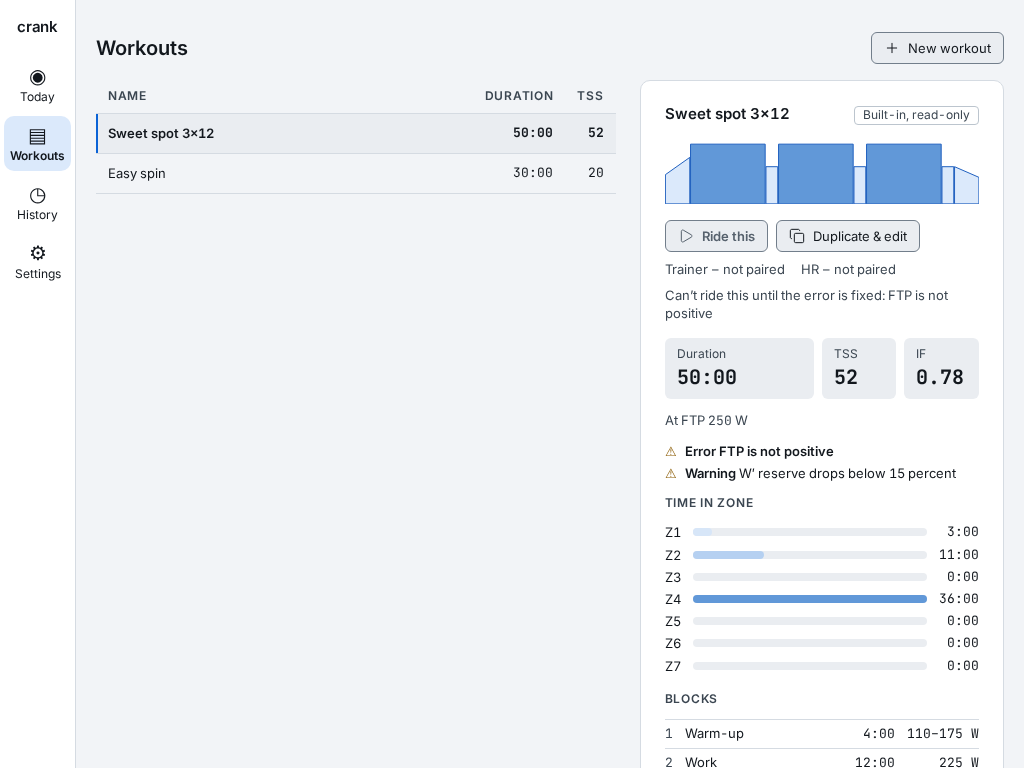 crank
Today
Workouts
History
Settings
Workouts
New workout
NAME DURATION TSS
Sweet spot 3×12 50:00 52
Easy spin 30:00 20
Sweet spot 3×12
Built-in, read-only
Ride this
Duplicate & edit
Trainer – not paired HR – not paired
Can’t ride this until the error is fixed: FTP is not
positive
Duration TSS IF
50:00 52 0.78
At FTP 250 W
⚠ Error FTP is not positive
⚠ Warning W′ reserve drops below 15 percent
TIME IN ZONE
Z1 3:00
Z2 11:00
Z3 0:00
Z4 36:00
Z5 0:00
Z6 0:00
Z7 0:00
BLOCKS
1 Warm-up 4:00 110–175 W
2 Work 12:00 225 W